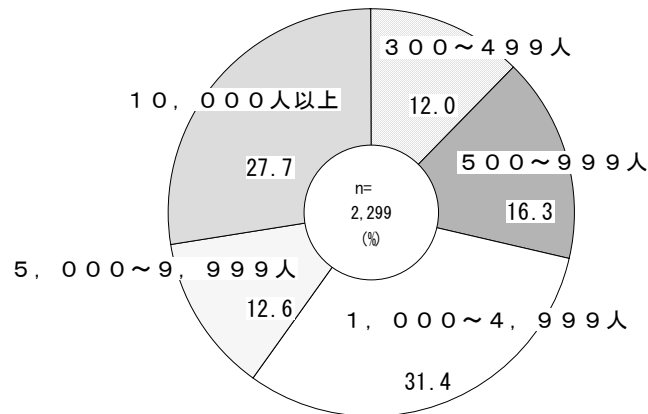 ３００～４９９人
12.0
５００～９９９人
16.3
１，０００～４，９９９人
31.4
５，０００～９，９９９人
12.6
１０，０００人以上
27.7
n=
2,299
(%)